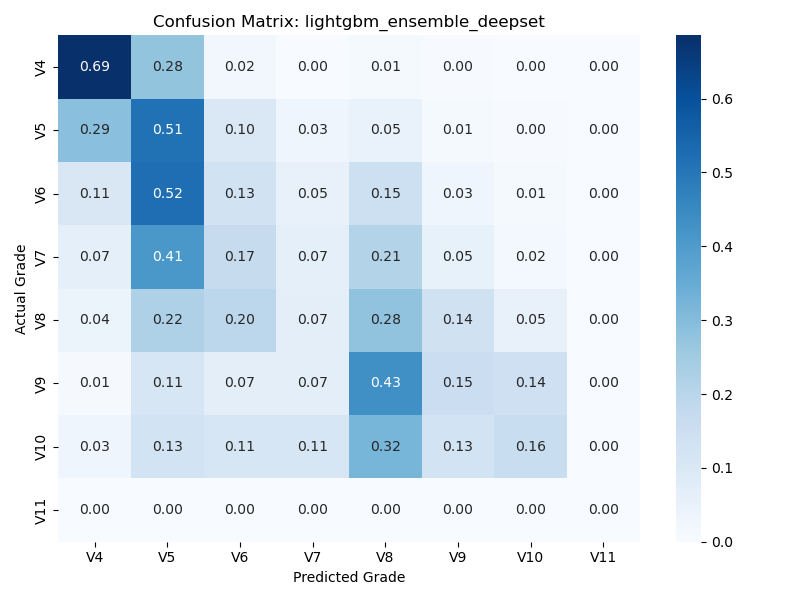 Confusion Matrix: lightgbm_ensemble_deepset
V4 0.69 0.28 0.02 0.00 0.01 0.00 0.00 0.00
V5 0.29 0.51 0.10 0.03 0.05 0.01 0.00 0.00
V6 0.11 0.52 0.13 0.05 0.15 0.03 0.01 0.00
V7 0.07 0.41 0.17 0.07 0.21 0.05 0.02 0.00
V8 0.04 0.22 0.20 0.07 0.28 0.14 0.05 0.00
V9 0.01 0.11 0.07 0.07 0.43 0.15 0.14 0.00
V10 0.03 0.13 0.11 0.11 0.32 0.13 0.16 0.00
V11 0.00 0.00 0.00 0.00 0.00 0.00 0.00 0.00
V4 V5 V6 V7 V8 V9 V10 V11
Predicted Grade
Actual Grade
0.6
0.5
0.4
0.3
0.2
0.1
0.0